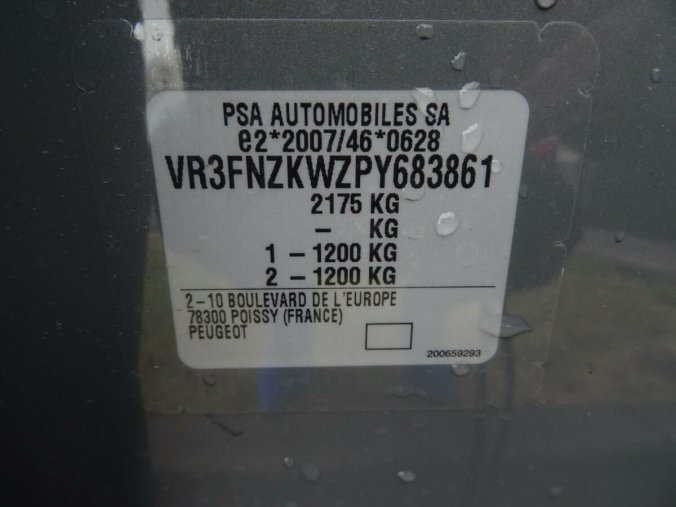 PSA AUTOMOBILES SA
e2*2007/46*0628
VR3FNZKWZPY683861
2175 KG
– KG
1 – 1200 KG
2 – 1200 KG
2–10 BOULEVARD DE L'EUROPE
78300 POISSY (FRANCE)
PEUGEOT
200659293